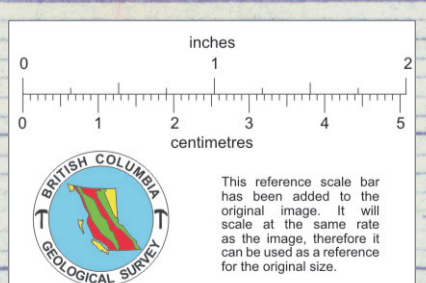 inches
0 1 2
0 1 2 3 4 5
centimetres
BRITISH COLUMBIA
GEOLOGICAL SURVEY
This reference scale bar
has been added to the
original image. It will
scale at the same rate
as the image, therefore it
can be used as a reference
for the original size.